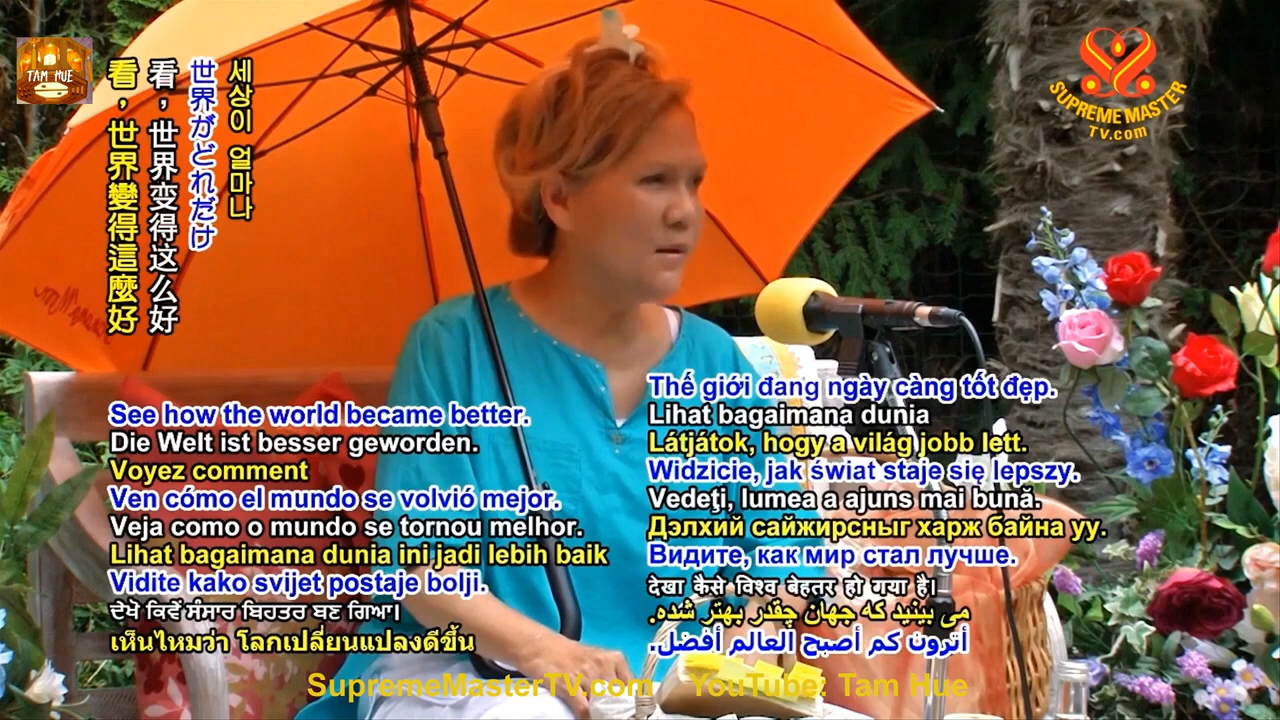 TAM HUE
SUPREME MASTER
TV.com
세상이 얼마나
世界がどれだけ
看，世界变得这么好
看，世界變得這麼好
See how the world became better.
Die Welt ist besser geworden.
Voyez comment
Ven cómo el mundo se volvió mejor.
Veja como o mundo se tornou melhor.
Lihat bagaimana dunia ini jadi lebih baik
Vidite kako svijet postaje bolji.
ਦੇਖੋ ਕਿਵੇਂ ਸੰਸਾਰ ਬਿਹਤਰ ਬਣ ਗਿਆ।
เห็นไหมว่า โลกเปลี่ยนแปลงดีขึ้น
Thế giới đang ngày càng tốt đẹp.
Lihat bagaimana dunia
Látjátok, hogy a világ jobb lett.
Widzicie, jak świat staje się lepszy.
Vedeţi, lumea a ajuns mai bună.
Дэлхий сайжирсныг харж байна уу.
Видите, как мир стал лучше.
देखा कैसे विश्व बेहतर हो गया है।
می بینید که جهان چقدر بهتر شده.
أترون كم أصبح العالم أفضل.
SupremeMasterTV.com YouTube: Tam Hue